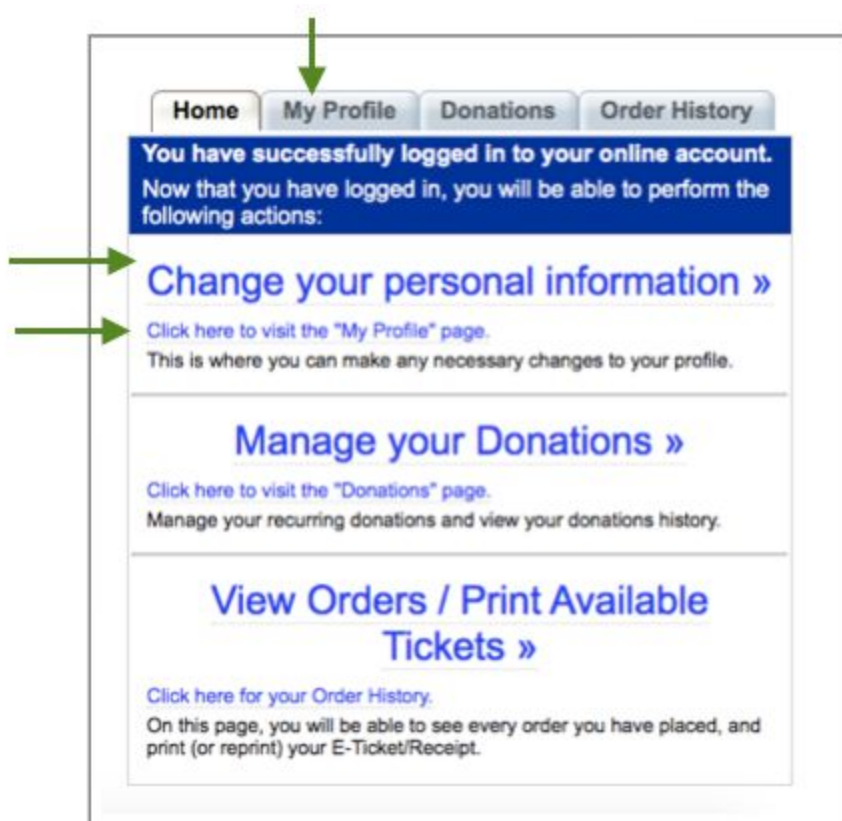 Home My Profile Donations Order History
You have successfully logged in to your online account.
Now that you have logged in, you will be able to perform the
following actions:
Change your personal information »
Click here to visit the "My Profile" page.
This is where you can make any necessary changes to your profile.
Manage your Donations »
Click here to visit the "Donations" page.
Manage your recurring donations and view your donations history.
View Orders / Print Available
Tickets »
Click here for your Order History.
On this page, you will be able to see every order you have placed, and
print (or reprint) your E-Ticket/Receipt.